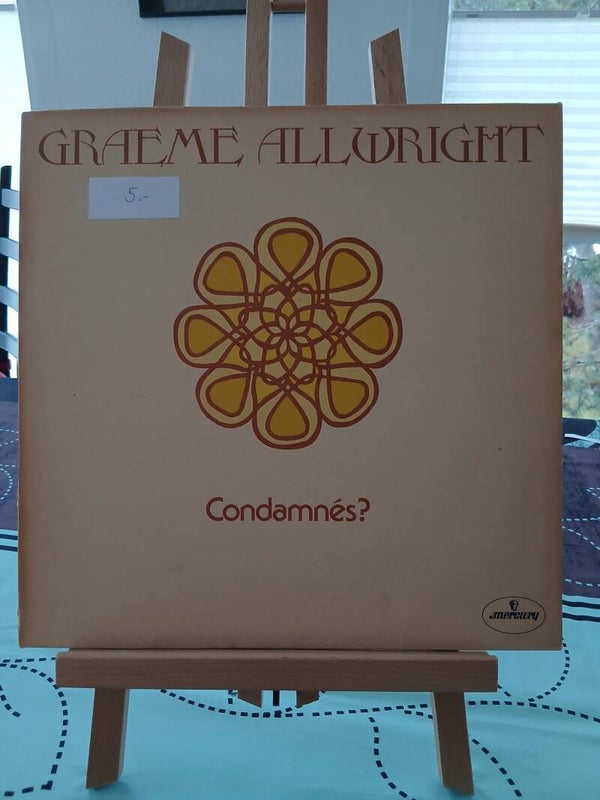 GRAEME ALLWRIGHT
5.-
Condamnés?
mercury